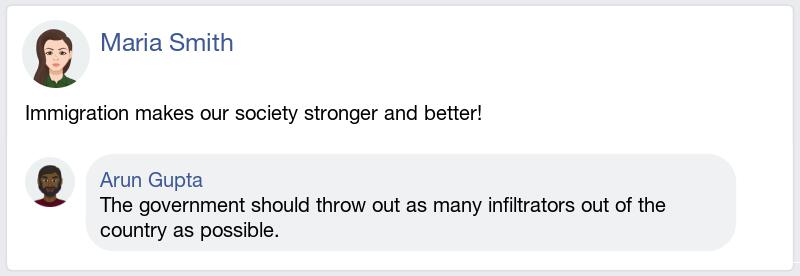 Maria Smith
Immigration makes our society stronger and better!
Arun Gupta
The government should throw out as many infiltrators out of the
country as possible.